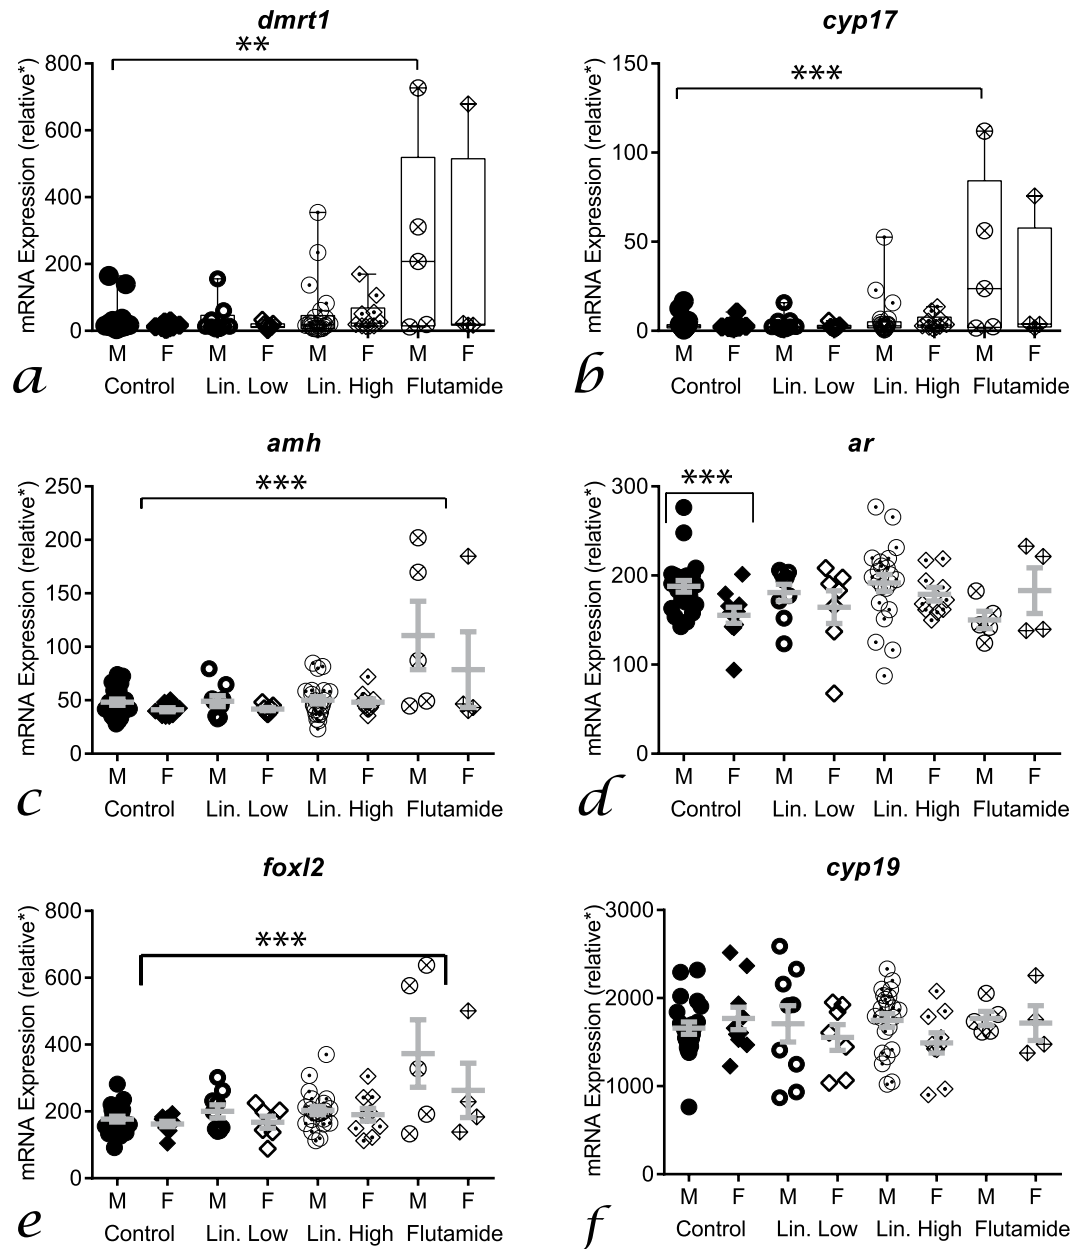 dmrt1
**
mRNA Expression (relative*)
800
600
400
200
0
M F M F M F M F
Control Lin. Low Lin. High Flutamide
a
cyp17
***
mRNA Expression (relative*)
150
100
50
0
M F M F M F M F
Control Lin. Low Lin. High Flutamide
b
amh
***
mRNA Expression (relative*)
250
200
150
100
50
0
M F M F M F M F
Control Lin. Low Lin. High Flutamide
c
ar
***
mRNA Expression (relative*)
300
200
100
0
M F M F M F M F
Control Lin. Low Lin. High Flutamide
d
foxl2
***
mRNA Expression (relative*)
800
600
400
200
0
M F M F M F M F
Control Lin. Low Lin. High Flutamide
e
cyp19
mRNA Expression (relative*)
3000
2000
1000
0
M F M F M F M F
Control Lin. Low Lin. High Flutamide
f